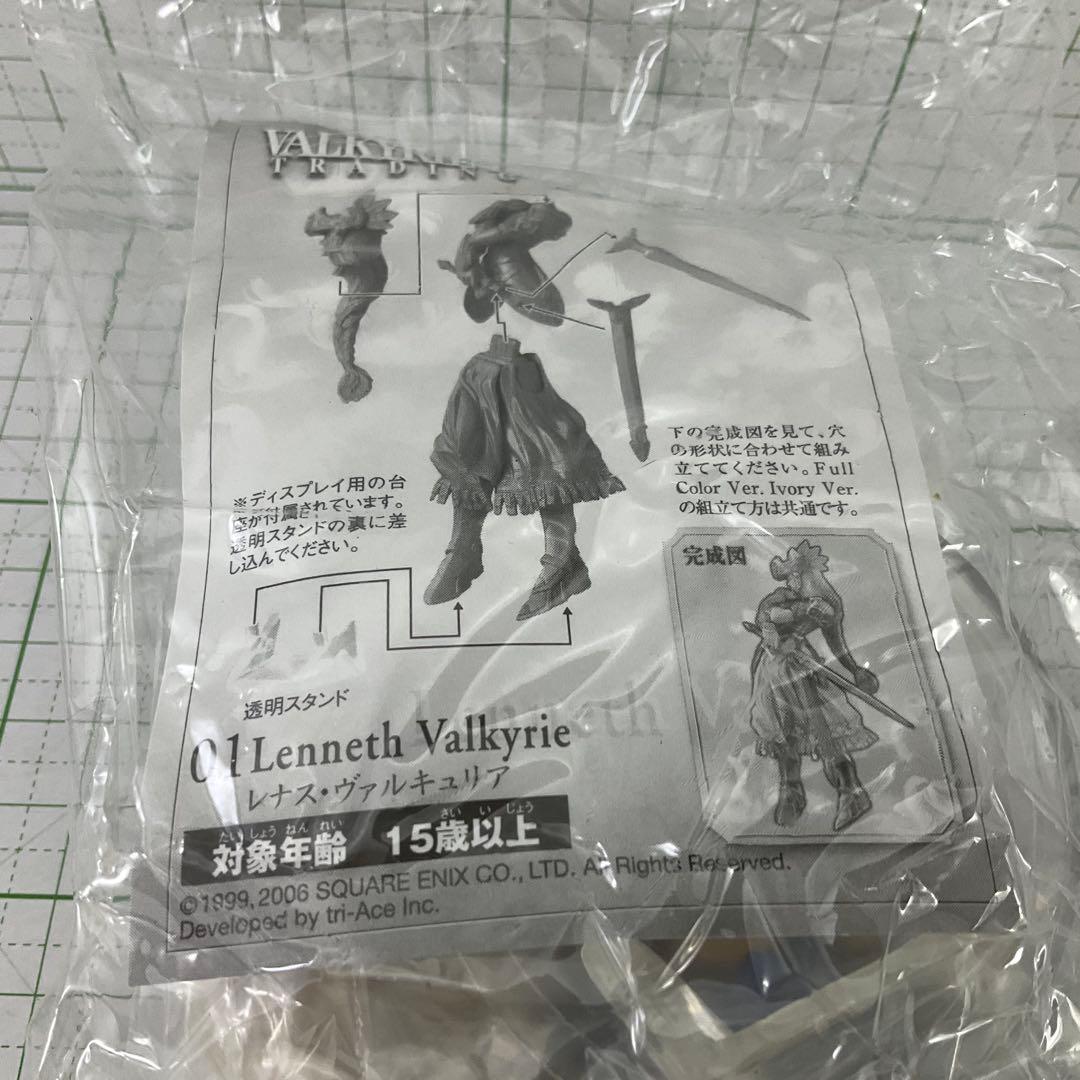 VALKY
TRADING
下の完成図を見て、穴
の形状に合わせて組み
立ててください。Full
Color Ver. Ivory Ver.
の組立て方は共通です。
※ディスプレイ用の台
座が付属されています。
透明スタンドの裏に差
し込んでください。
完成図
透明スタンド
01 Lenneth Valkyrie
レナス・ヴァルキュリア
たいしょう ねん れい さい い じょう
対象年齢 15歳以上
©1999, 2006 SQUARE ENIX CO., LTD. All Rights Reserved.
Developed by tri-Ace Inc.